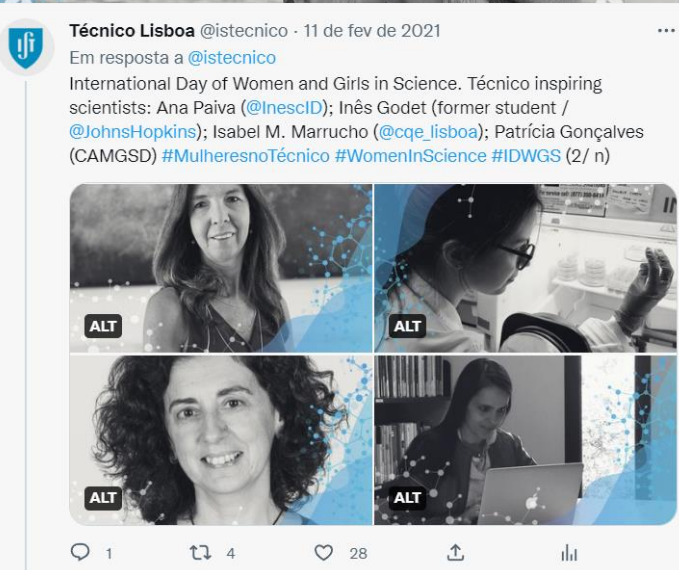 Técnico Lisboa @istecnico · 11 de fev de 2021 ···
Em resposta a @istecnico
International Day of Women and Girls in Science. Técnico inspiring
scientists: Ana Paiva (@InescID); Inês Godet (former student /
@JohnsHopkins); Isabel M. Marrucho (@cqe_lisboa); Patrícia Gonçalves
(CAMGSD) #MulheresnoTécnico #WomenInScience #IDWGS (2/ n)
ALT
ALT
ALT
ALT
1 4 28